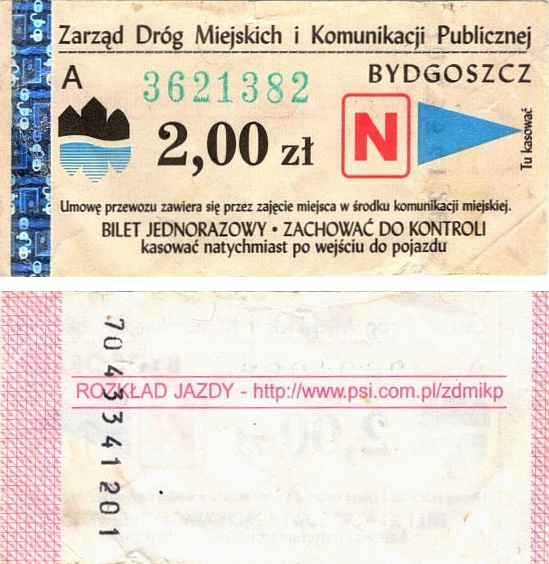 Zarząd Dróg Miejskich i Komunikacji Publicznej
A
3621382
BYDGOSZCZ
2,00 zł
N
Tu kasować
Umowę przewozu zawiera się przez zajęcie miejsca w środku komunikacji miejskiej.
BILET JEDNORAZOWY • ZACHOWAĆ DO KONTROLI
kasować natychmiast po wejściu do pojazdu
ROZKŁAD JAZDY - http://www.psi.com.pl/zdmikp
7043341201